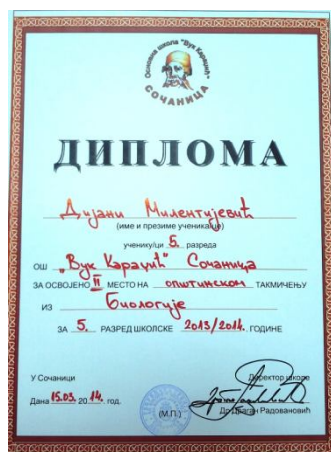 Основна школа "Вук Караџић"
СОЧАНИЦА
ДИПЛОМА
Дијани Милентијевић
(име и презиме ученика/це)
ученику/ци 5. разреда
ОШ „Вук Караџић" Сочаница
ЗА ОСВОЈЕНО II МЕСТО НА општинском ТАКМИЧЕЊУ
ИЗ Биологије
ЗА 5. РАЗРЕД ШКОЛСКЕ 2013/2014. ГОДИНЕ
У Сочаници
Директор школе
Дана 15.03. 2014. год.
(М.П.)
Др Драган Радовановић